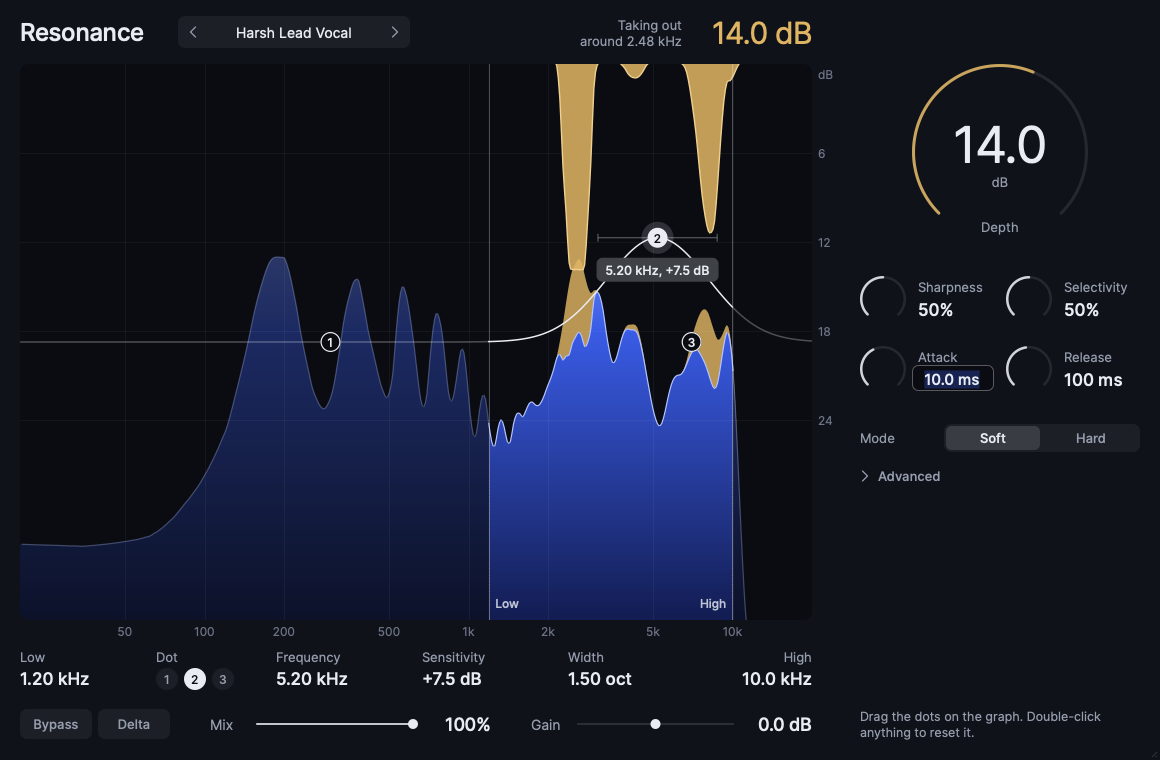 Resonance
Harsh Lead Vocal
Taking out
around 2.48 kHz
14.0 dB
dB
6
12
18
24
1
2
3
5.20 kHz, +7.5 dB
Low
High
50
100
200
500
1k
2k
5k
10k
14.0
dB
Depth
Sharpness
50%
Selectivity
50%
Attack
10.0 ms
Release
100 ms
Mode
Soft
Hard
Advanced
Low
1.20 kHz
Dot
1 2 3
Frequency
5.20 kHz
Sensitivity
+7.5 dB
Width
1.50 oct
High
10.0 kHz
Bypass
Delta
Mix
100%
Gain
0.0 dB
Drag the dots on the graph. Double-click
anything to reset it.